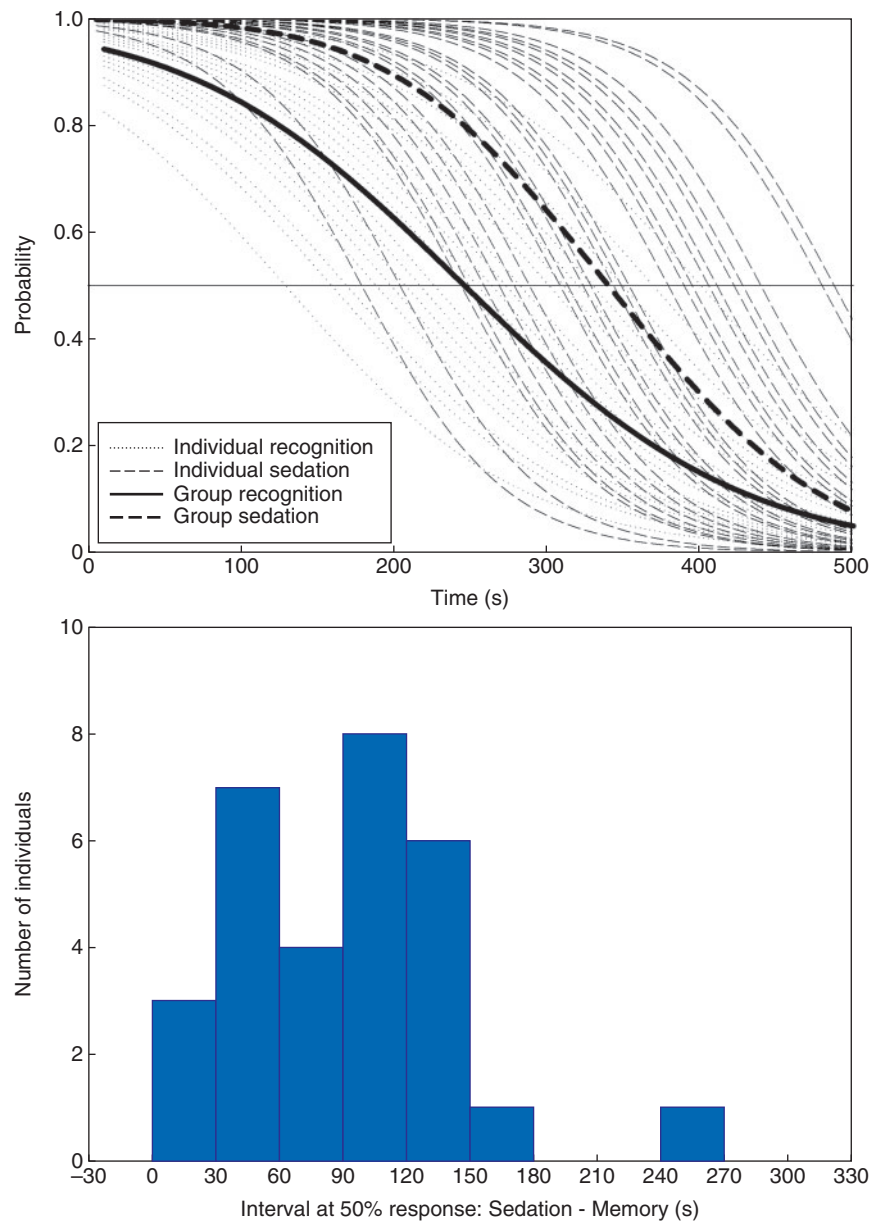 1.0
0.8
0.6
0.4
0.2
0
Probability
Individual recognition
Individual sedation
Group recognition
Group sedation
0 100 200 300 400 500
Time (s)
10
8
6
4
2
0
Number of individuals
–30 0 30 60 90 120 150 180 210 240 270 300 330
Interval at 50% response: Sedation - Memory (s)